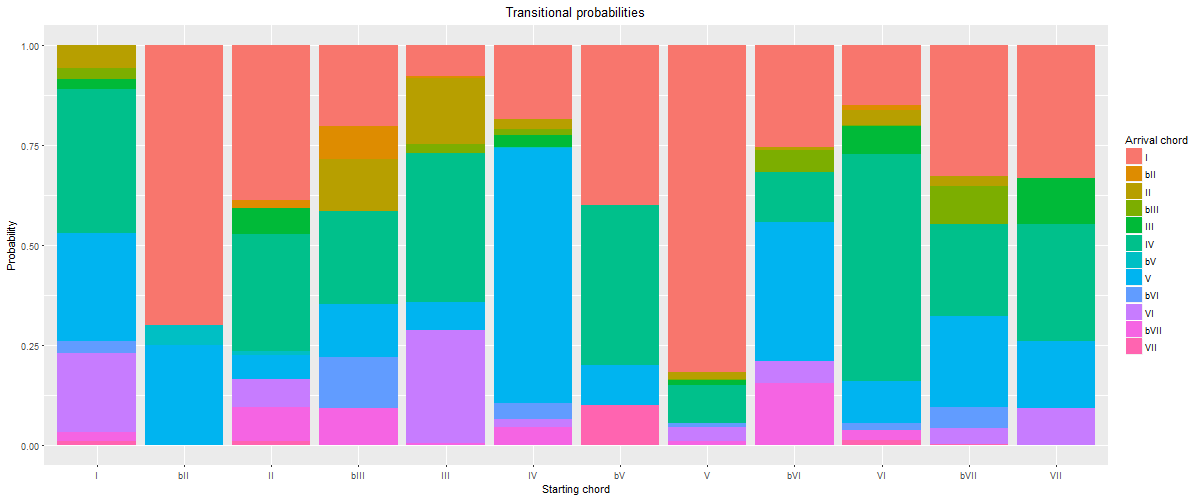 Transitional probabilities
1.00
0.75
0.50
0.25
0.00
Probability
I bII II bIII III IV bV V bVI VI bVII VII
Starting chord
Arrival chord
I
bII
II
bIII
III
IV
bV
V
bVI
VI
bVII
VII